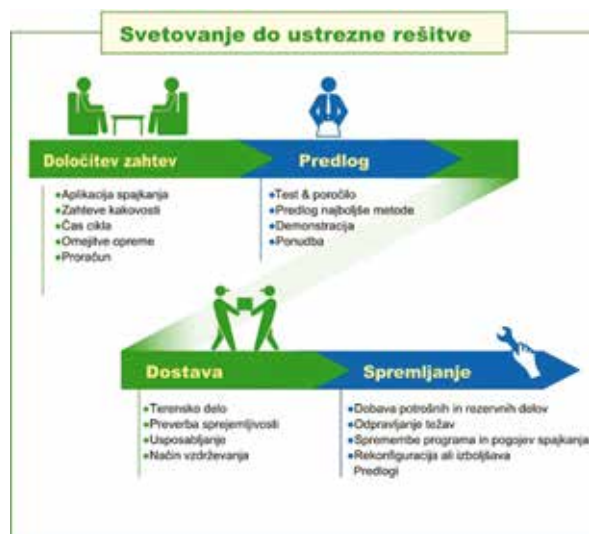 Svetovanje do ustrezne rešitve
Določitev zahtev
•Aplikacija spajkanja
•Zahteve kakovosti
•Čas cikla
•Omejitve opreme
•Proračun
Predlog
•Test & poročilo
•Predlog najboljše metode
•Demonstracija
•Ponudba
Dostava
•Terensko delo
•Preverba sprejemljivosti
•Usposabljanje
•Način vzdrževanja
Spremljanje
•Dobava potrošnih in rezervnih delov
•Odpravljanje težav
•Spremembe programa in pogojev spajkanja
•Rekonfiguracija ali izboljšava
Predlogi